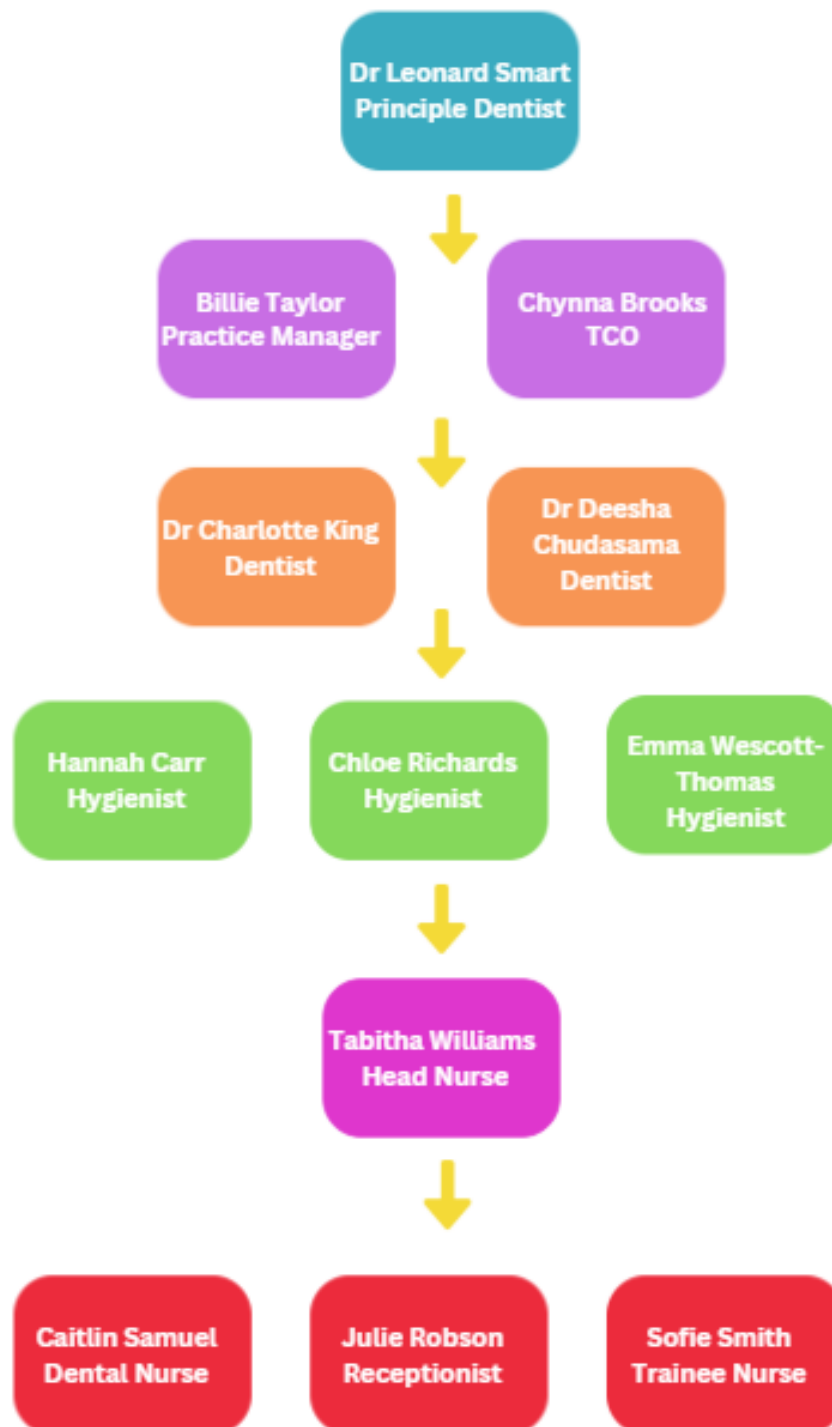 Dr Leonard Smart
Principle Dentist
Billie Taylor
Practice Manager
Chynna Brooks
TCO
Dr Charlotte King
Dentist
Dr Deesha
Chudasama
Dentist
Hannah Carr
Hygienist
Chloe Richards
Hygienist
Emma Wescott-
Thomas
Hygienist
Tabitha Williams
Head Nurse
Caitlin Samuel
Dental Nurse
Julie Robson
Receptionist
Sofie Smith
Trainee Nurse